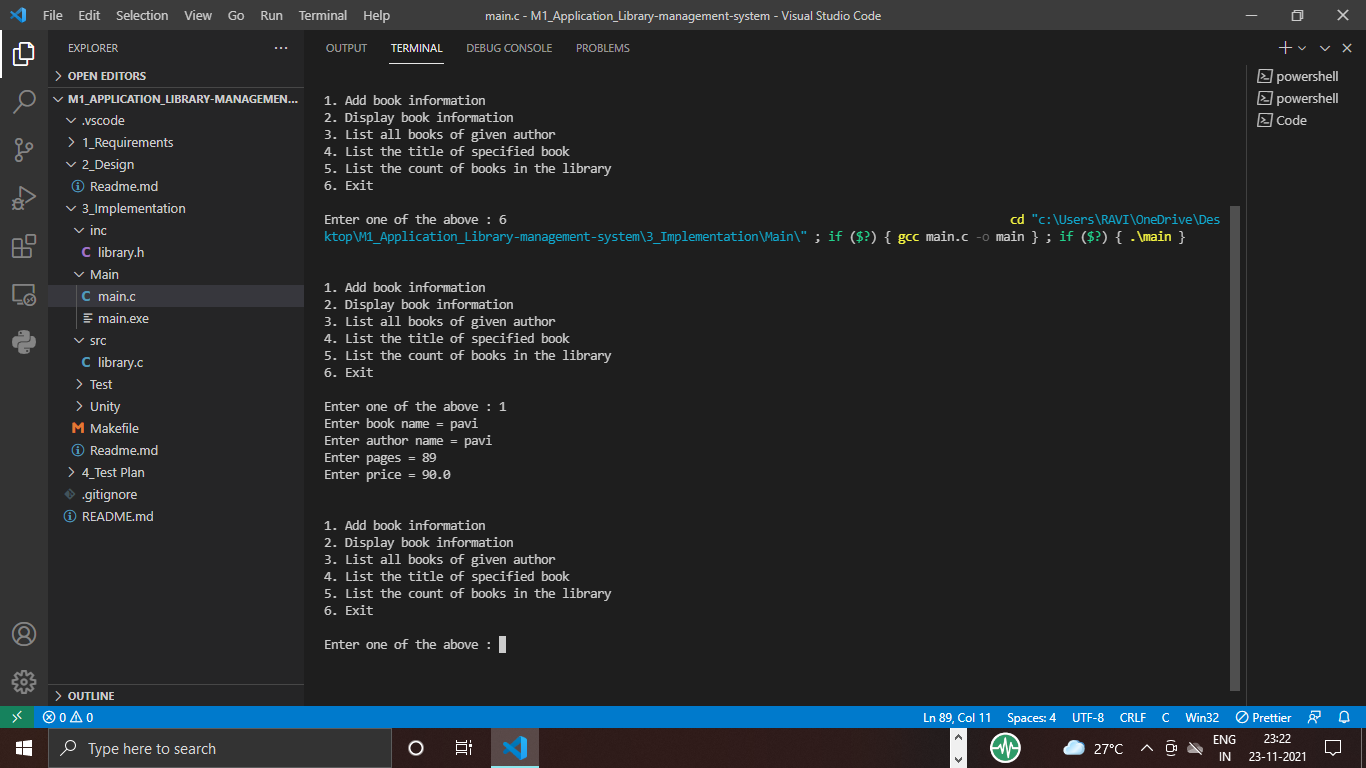 File Edit Selection View Go Run Terminal Help
main.c - M1_Application_Library-management-system - Visual Studio Code
EXPLORER
OPEN EDITORS
M1_APPLICATION_LIBRARY-MANAGEMEN...
.vscode
1_Requirements
2_Design
Readme.md
3_Implementation
inc
library.h
Main
main.c
main.exe
src
library.c
Test
Unity
Makefile
Readme.md
4_Test Plan
.gitignore
README.md
OUTLINE
OUTPUT TERMINAL DEBUG CONSOLE PROBLEMS
1. Add book information
2. Display book information
3. List all books of given author
4. List the title of specified book
5. List the count of books in the library
6. Exit
Enter one of the above : 6 cd "c:\Users\RAVI\OneDrive\Des
ktop\M1_Application_Library-management-system\3_Implementation\Main\" ; if ($?) { gcc main.c -o main } ; if ($?) { .\main }
1. Add book information
2. Display book information
3. List all books of given author
4. List the title of specified book
5. List the count of books in the library
6. Exit
Enter one of the above : 1
Enter book name = pavi
Enter author name = pavi
Enter pages = 89
Enter price = 90.0
1. Add book information
2. Display book information
3. List all books of given author
4. List the title of specified book
5. List the count of books in the library
6. Exit
Enter one of the above :
powershell
powershell
Code
0 0 Ln 89, Col 11 Spaces: 4 UTF-8 CRLF C Win32 Prettier
Type here to search
27°C
ENG
IN
23:22
23-11-2021